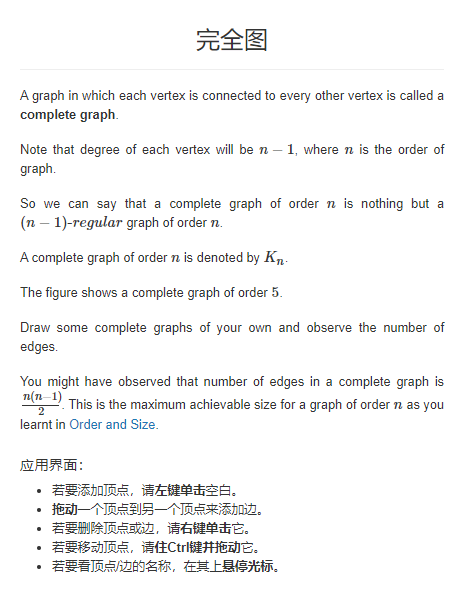 完全图
A graph in which each vertex is connected to every other vertex is called a
complete graph.
Note that degree of each vertex will be n − 1, where n is the order of
graph.
So we can say that a complete graph of order n is nothing but a
(n − 1)-regular graph of order n.
A complete graph of order n is denoted by Kₙ.
The figure shows a complete graph of order 5.
Draw some complete graphs of your own and observe the number of
edges.
You might have observed that number of edges in a complete graph is
n(n−1)/2. This is the maximum achievable size for a graph of order n as you
learnt in Order and Size.
应用界面：
• 若要添加顶点，请左键单击空白。
• 拖动一个顶点到另一个顶点来添加边。
• 若要删除顶点或边，请右键单击它。
• 若要移动顶点，请住Ctrl键并拖动它。
• 若要看顶点/边的名称，在其上悬停光标。